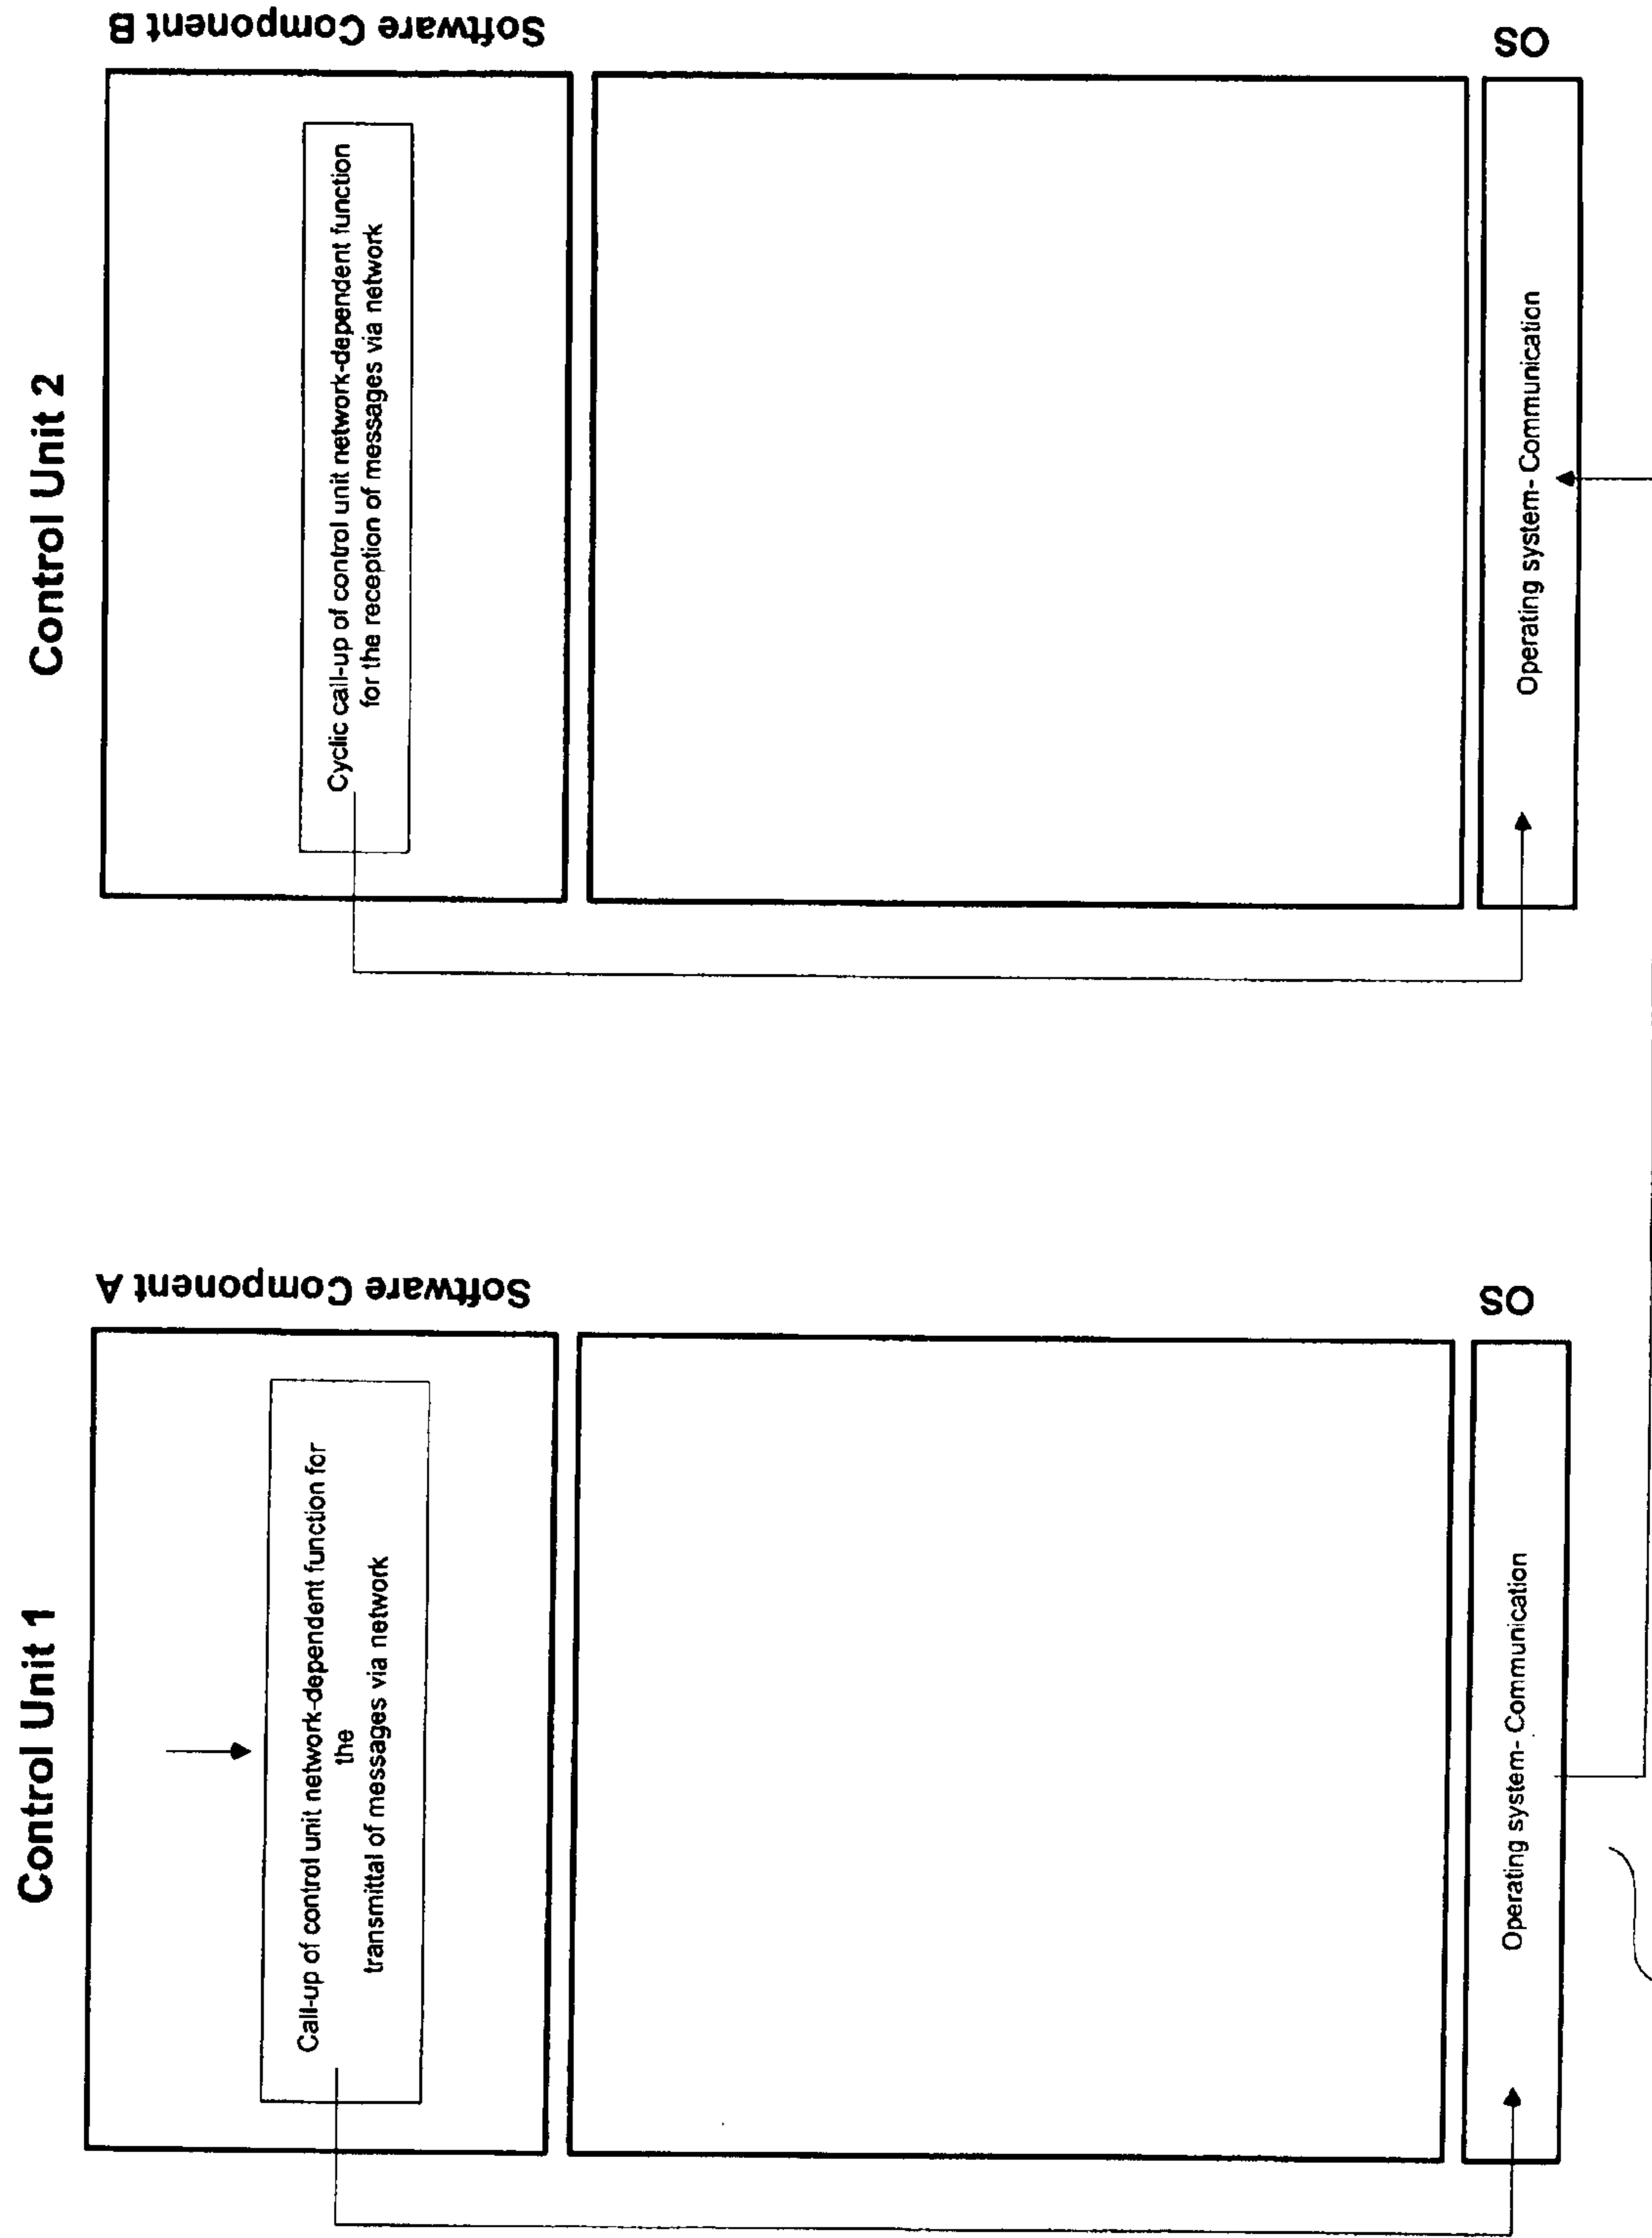 Control Unit 1
Software Component A
Call-up of control unit network-dependent function for
the
transmittal of messages via network
OS
Operating system- Communication
Control Unit 2
Software Component B
Cyclic call-up of control unit network-dependent function
for the reception of messages via network
OS
Operating system- Communication